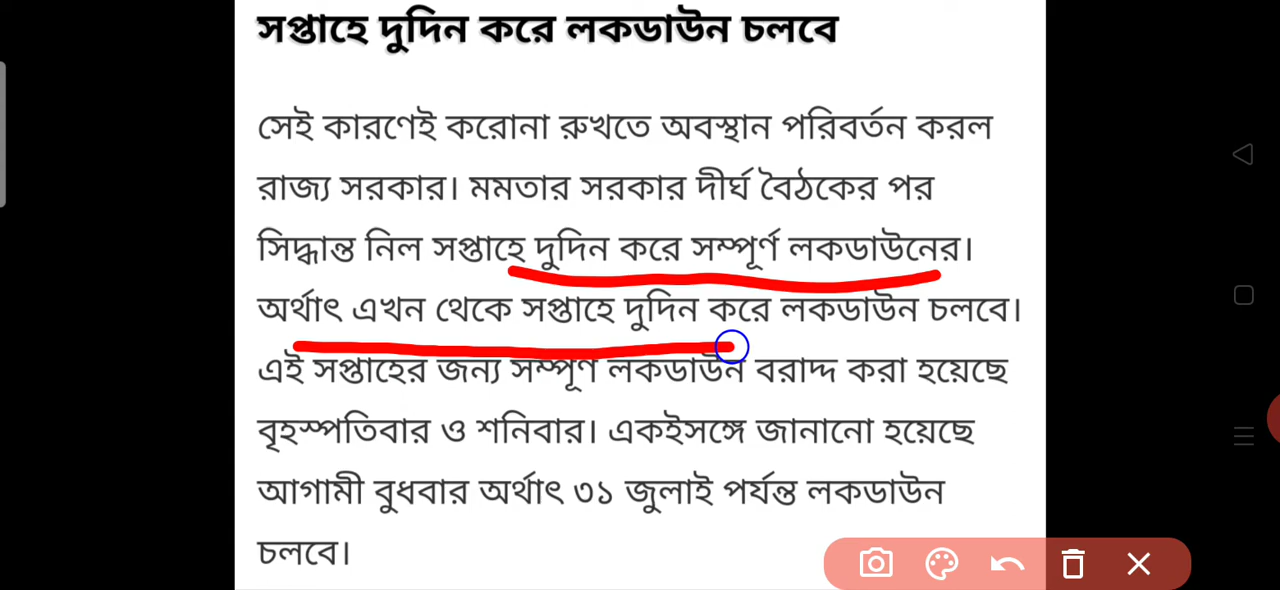 সপ্তাহে দুদিন করে লকডাউন চলবে
সেই কারণেই করোনা রুখতে অবস্থান পরিবর্তন করল
রাজ্য সরকার। মমতার সরকার দীর্ঘ বৈঠকের পর
সিদ্ধান্ত নিল সপ্তাহে দুদিন করে সম্পূর্ণ লকডাউনের।
অর্থাৎ এখন থেকে সপ্তাহে দুদিন করে লকডাউন চলবে।
এই সপ্তাহের জন্য সম্পূর্ণ লকডাউন বরাদ্দ করা হয়েছে
বৃহস্পতিবার ও শনিবার। একইসঙ্গে জানানো হয়েছে
আগামী বুধবার অর্থাৎ ৩১ জুলাই পর্যন্ত লকডাউন
চলবে।